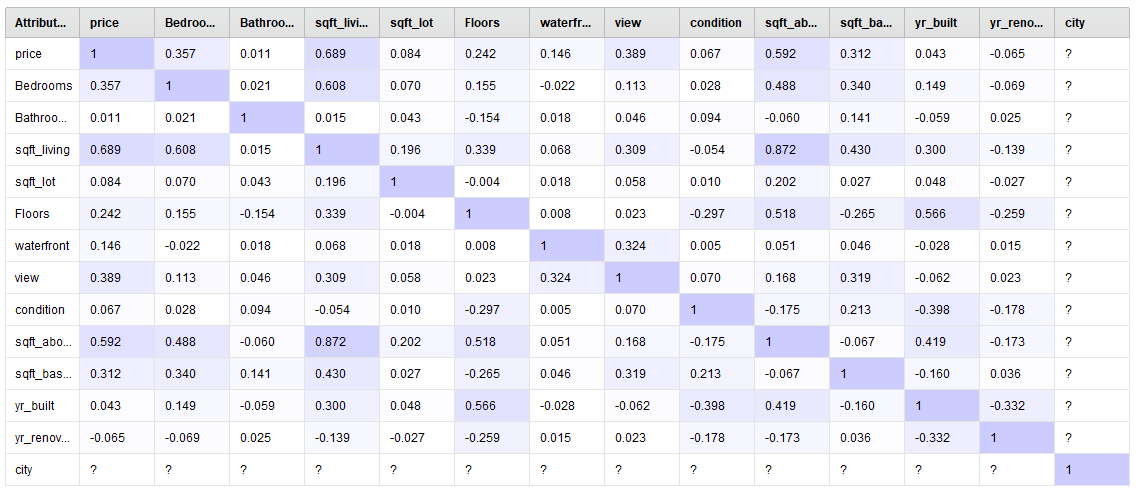 Attribut... price Bedroo... Bathroo... sqft_livi... sqft_lot Floors waterfr... view condition sqft_ab... sqft_ba... yr_built yr_reno... city
price 1 0.357 0.011 0.689 0.084 0.242 0.146 0.389 0.067 0.592 0.312 0.043 -0.065 ?
Bedrooms 0.357 1 0.021 0.608 0.070 0.155 -0.022 0.113 0.028 0.488 0.340 0.149 -0.069 ?
Bathroo... 0.011 0.021 1 0.015 0.043 -0.154 0.018 0.046 0.094 -0.060 0.141 -0.059 0.025 ?
sqft_living 0.689 0.608 0.015 1 0.196 0.339 0.068 0.309 -0.054 0.872 0.430 0.300 -0.139 ?
sqft_lot 0.084 0.070 0.043 0.196 1 -0.004 0.018 0.058 0.010 0.202 0.027 0.048 -0.027 ?
Floors 0.242 0.155 -0.154 0.339 -0.004 1 0.008 0.023 -0.297 0.518 -0.265 0.566 -0.259 ?
waterfront 0.146 -0.022 0.018 0.068 0.018 0.008 1 0.324 0.005 0.051 0.046 -0.028 0.015 ?
view 0.389 0.113 0.046 0.309 0.058 0.023 0.324 1 0.070 0.168 0.319 -0.062 0.023 ?
condition 0.067 0.028 0.094 -0.054 0.010 -0.297 0.005 0.070 1 -0.175 0.213 -0.398 -0.178 ?
sqft_abo... 0.592 0.488 -0.060 0.872 0.202 0.518 0.051 0.168 -0.175 1 -0.067 0.419 -0.173 ?
sqft_bas... 0.312 0.340 0.141 0.430 0.027 -0.265 0.046 0.319 0.213 -0.067 1 -0.160 0.036 ?
yr_built 0.043 0.149 -0.059 0.300 0.048 0.566 -0.028 -0.062 -0.398 0.419 -0.160 1 -0.332 ?
yr_renov... -0.065 -0.069 0.025 -0.139 -0.027 -0.259 0.015 0.023 -0.178 -0.173 0.036 -0.332 1 ?
city ? ? ? ? ? ? ? ? ? ? ? ? ? 1